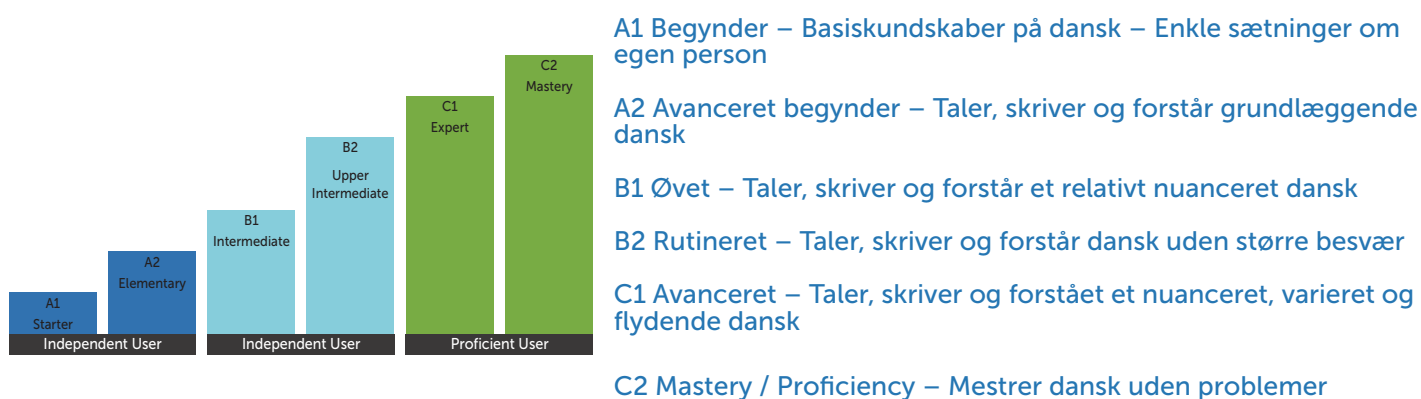 C2
Mastery
C1
Expert
B2
Upper
Intermediate
B1
Intermediate
A2
Elementary
A1
Starter
Independent User
Independent User
Proficient User
A1 Begynder – Basiskundskaber på dansk – Enkle sætninger om
egen person
A2 Avanceret begynder – Taler, skriver og forstår grundlæggende
dansk
B1 Øvet – Taler, skriver og forstår et relativt nuanceret dansk
B2 Rutineret – Taler, skriver og forstår dansk uden større besvær
C1 Avanceret – Taler, skriver og forstået et nuanceret, varieret og
flydende dansk
C2 Mastery / Proficiency – Mestrer dansk uden problemer